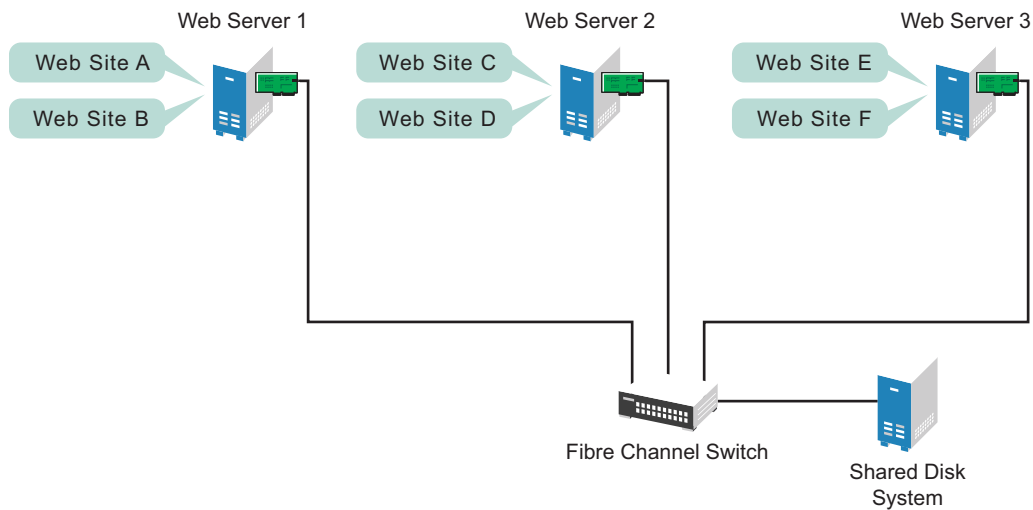 Web Server 1
Web Server 2
Web Server 3
Web Site A
Web Site C
Web Site E
Web Site B
Web Site D
Web Site F
Fibre Channel Switch
Shared Disk
System